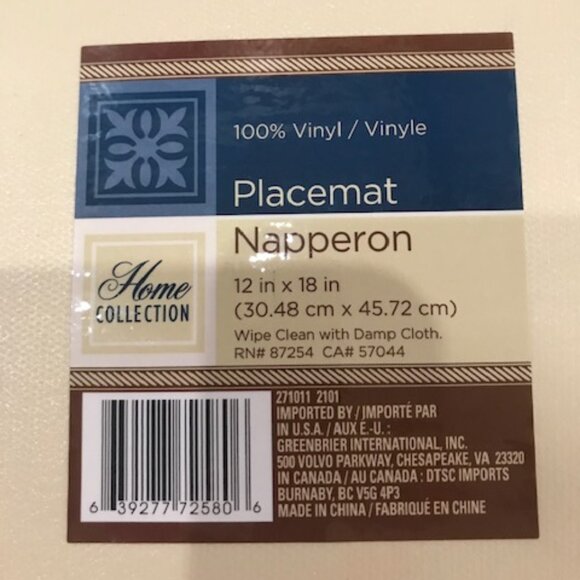 100% Vinyl / Vinyle
Placemat
Napperon
Home
COLLECTION
12 in x 18 in
(30.48 cm x 45.72 cm)
Wipe Clean with Damp Cloth.
RN# 87254 CA# 57044
6 39277 72580 6
271011 2101
IMPORTED BY / IMPORTÉ PAR
IN U.S.A. / AUX É.-U. :
GREENBRIER INTERNATIONAL, INC.
500 VOLVO PARKWAY, CHESAPEAKE, VA 23320
IN CANADA / AU CANADA : DTSC IMPORTS
BURNABY, BC V5G 4P3
MADE IN CHINA / FABRIQUÉ EN CHINE